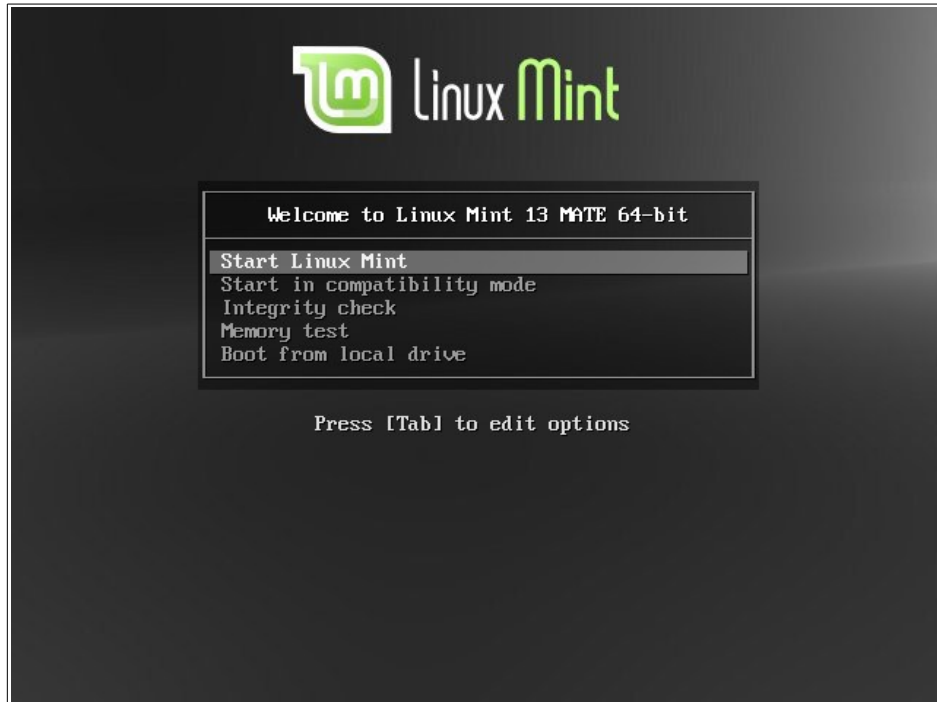 lm Linux Mint
Welcome to Linux Mint 13 MATE 64-bit
Start Linux Mint
Start in compatibility mode
Integrity check
Memory test
Boot from local drive
Press [Tab] to edit options